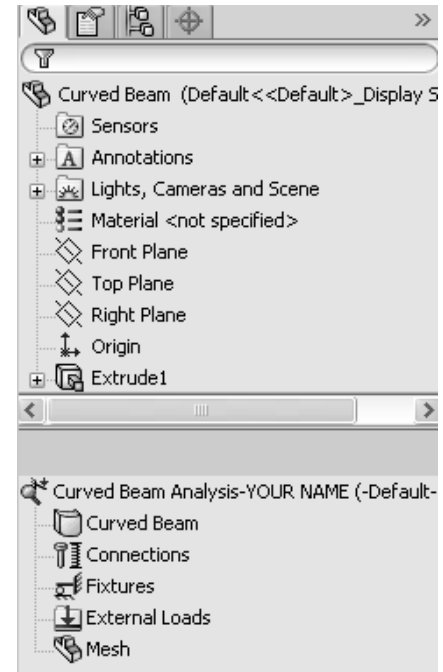 »
Curved Beam (Default<<Default>_Display S
Sensors
A Annotations
Lights, Cameras and Scene
Material <not specified>
Front Plane
Top Plane
Right Plane
Origin
Extrude1
Curved Beam Analysis-YOUR NAME (-Default-
Curved Beam
Connections
Fixtures
External Loads
Mesh